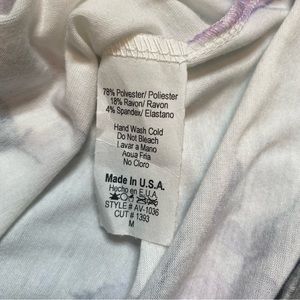 78% Polyester/ Poliester
18% Rayon/ Rayon
4% Spandex/ Elastano
Hand Wash Cold
Do Not Bleach
Lavar a Mano
Agua Fria
No Cloro
Made in U.S.A.
Hecho en E.U.A.
STYLE # AV-1036
CUT # 1393
M